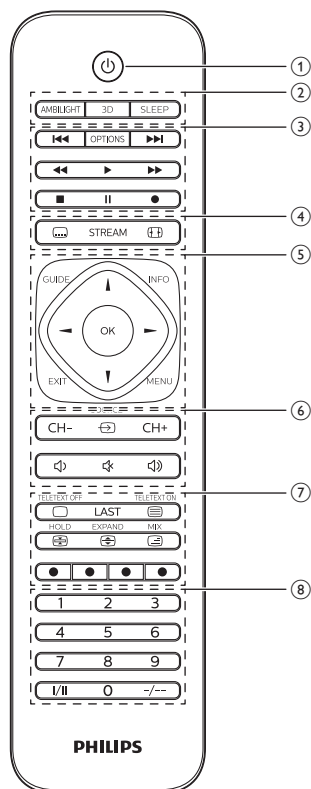 ①
②
AMBILIGHT 3D SLEEP
③
OPTIONS
④
STREAM
⑤
GUIDE INFO
OK
EXIT MENU
⑥
CH- CH+
⑦
TELETEXT OFF TELETEXT ON
LAST
HOLD EXPAND MIX
⑧
1 2 3
4 5 6
7 8 9
I/II 0 -/--
PHILIPS